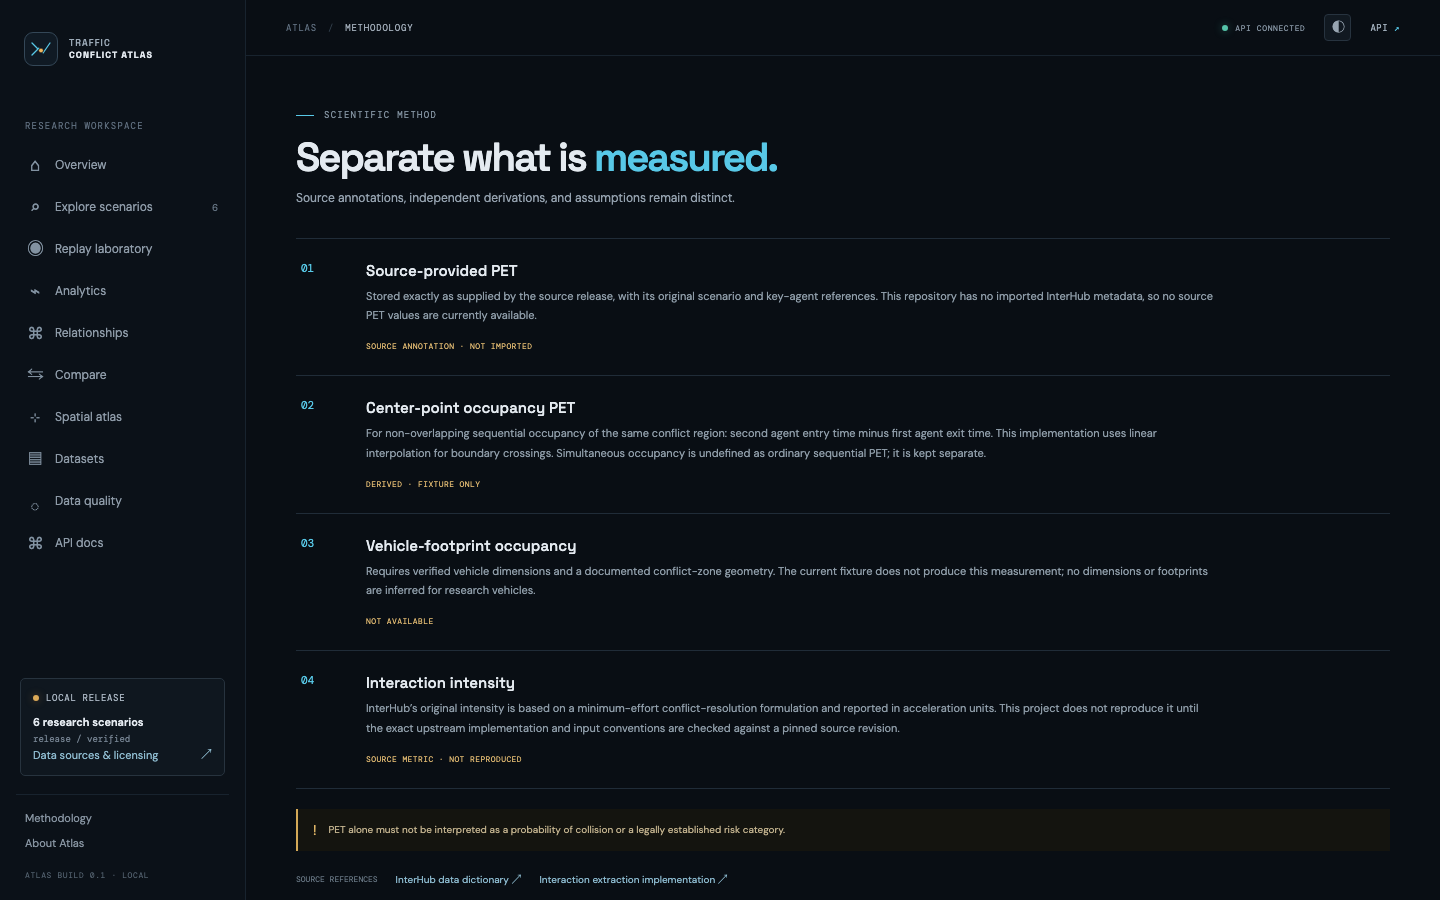 TRAFFIC
CONFLICT ATLAS
RESEARCH WORKSPACE
Overview
Explore scenarios 6
Replay laboratory
Analytics
Relationships
Compare
Spatial atlas
Datasets
Data quality
API docs
LOCAL RELEASE
6 research scenarios
release / verified
Data sources & licensing ↗
Methodology
About Atlas
ATLAS BUILD 0.1 · LOCAL
ATLAS / METHODOLOGY
API CONNECTED
API ↗
SCIENTIFIC METHOD
Separate what is measured.
Source annotations, independent derivations, and assumptions remain distinct.
01
Source-provided PET
Stored exactly as supplied by the source release, with its original scenario and key-agent references. This repository has no imported InterHub metadata, so no source
PET values are currently available.
SOURCE ANNOTATION · NOT IMPORTED
02
Center-point occupancy PET
For non-overlapping sequential occupancy of the same conflict region: second agent entry time minus first agent exit time. This implementation uses linear
interpolation for boundary crossings. Simultaneous occupancy is undefined as ordinary sequential PET; it is kept separate.
DERIVED · FIXTURE ONLY
03
Vehicle-footprint occupancy
Requires verified vehicle dimensions and a documented conflict-zone geometry. The current fixture does not produce this measurement; no dimensions or footprints
are inferred for research vehicles.
NOT AVAILABLE
04
Interaction intensity
InterHub's original intensity is based on a minimum-effort conflict-resolution formulation and reported in acceleration units. This project does not reproduce it until
the exact upstream implementation and input conventions are checked against a pinned source revision.
SOURCE METRIC · NOT REPRODUCED
! PET alone must not be interpreted as a probability of collision or a legally established risk category.
SOURCE REFERENCES InterHub data dictionary ↗ Interaction extraction implementation ↗